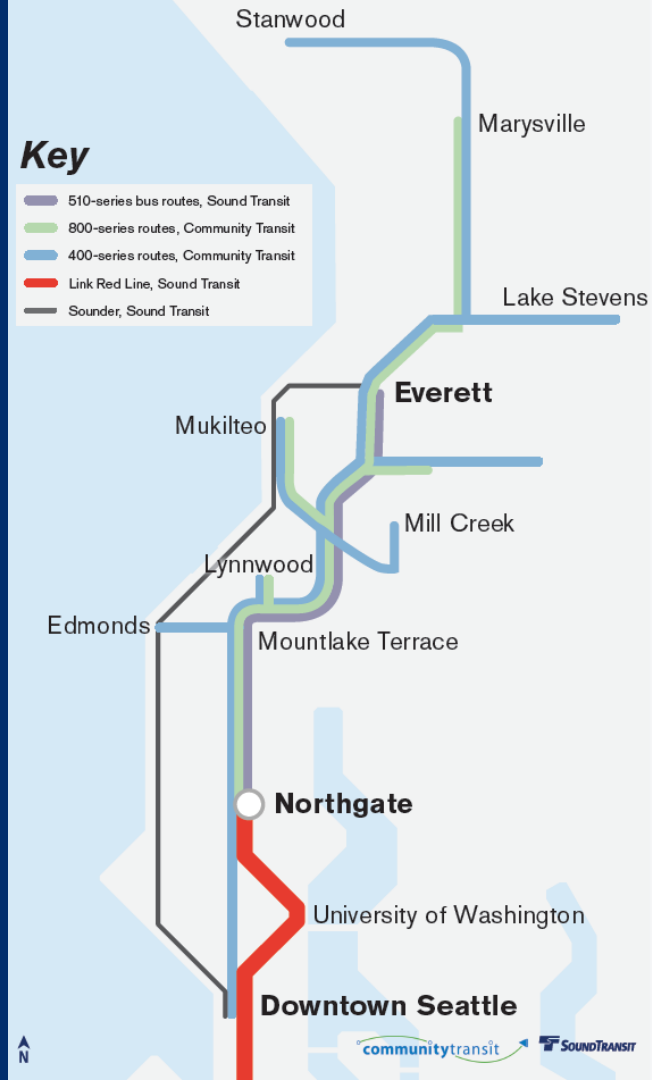 Stanwood
Marysville
Key
510-series bus routes, Sound Transit
800-series routes, Community Transit
400-series routes, Community Transit
Link Red Line, Sound Transit
Sounder, Sound Transit
Lake Stevens
Everett
Mukilteo
Mill Creek
Lynnwood
Edmonds
Mountlake Terrace
Northgate
University of Washington
Downtown Seattle
N
communitytransit
SOUNDTRANSIT